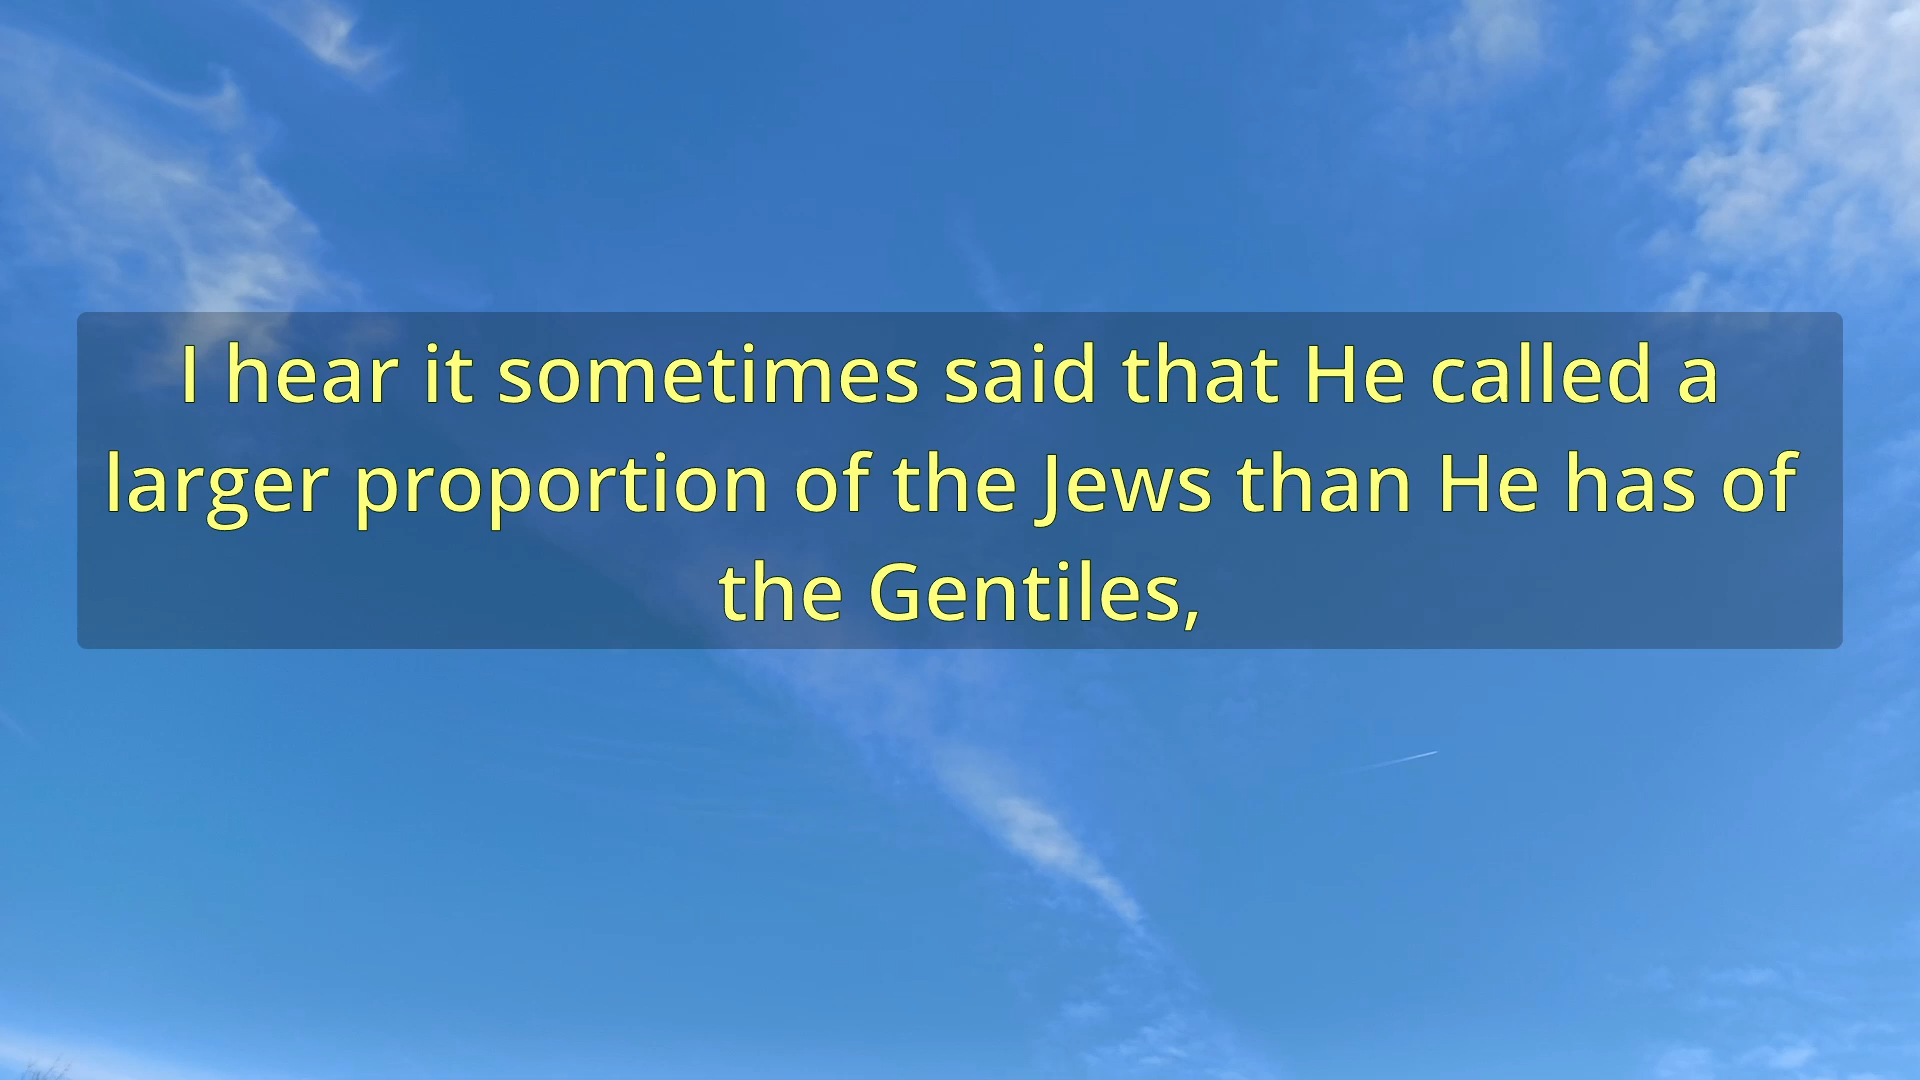 I hear it sometimes said that He called a
larger proportion of the Jews than He has of
the Gentiles,